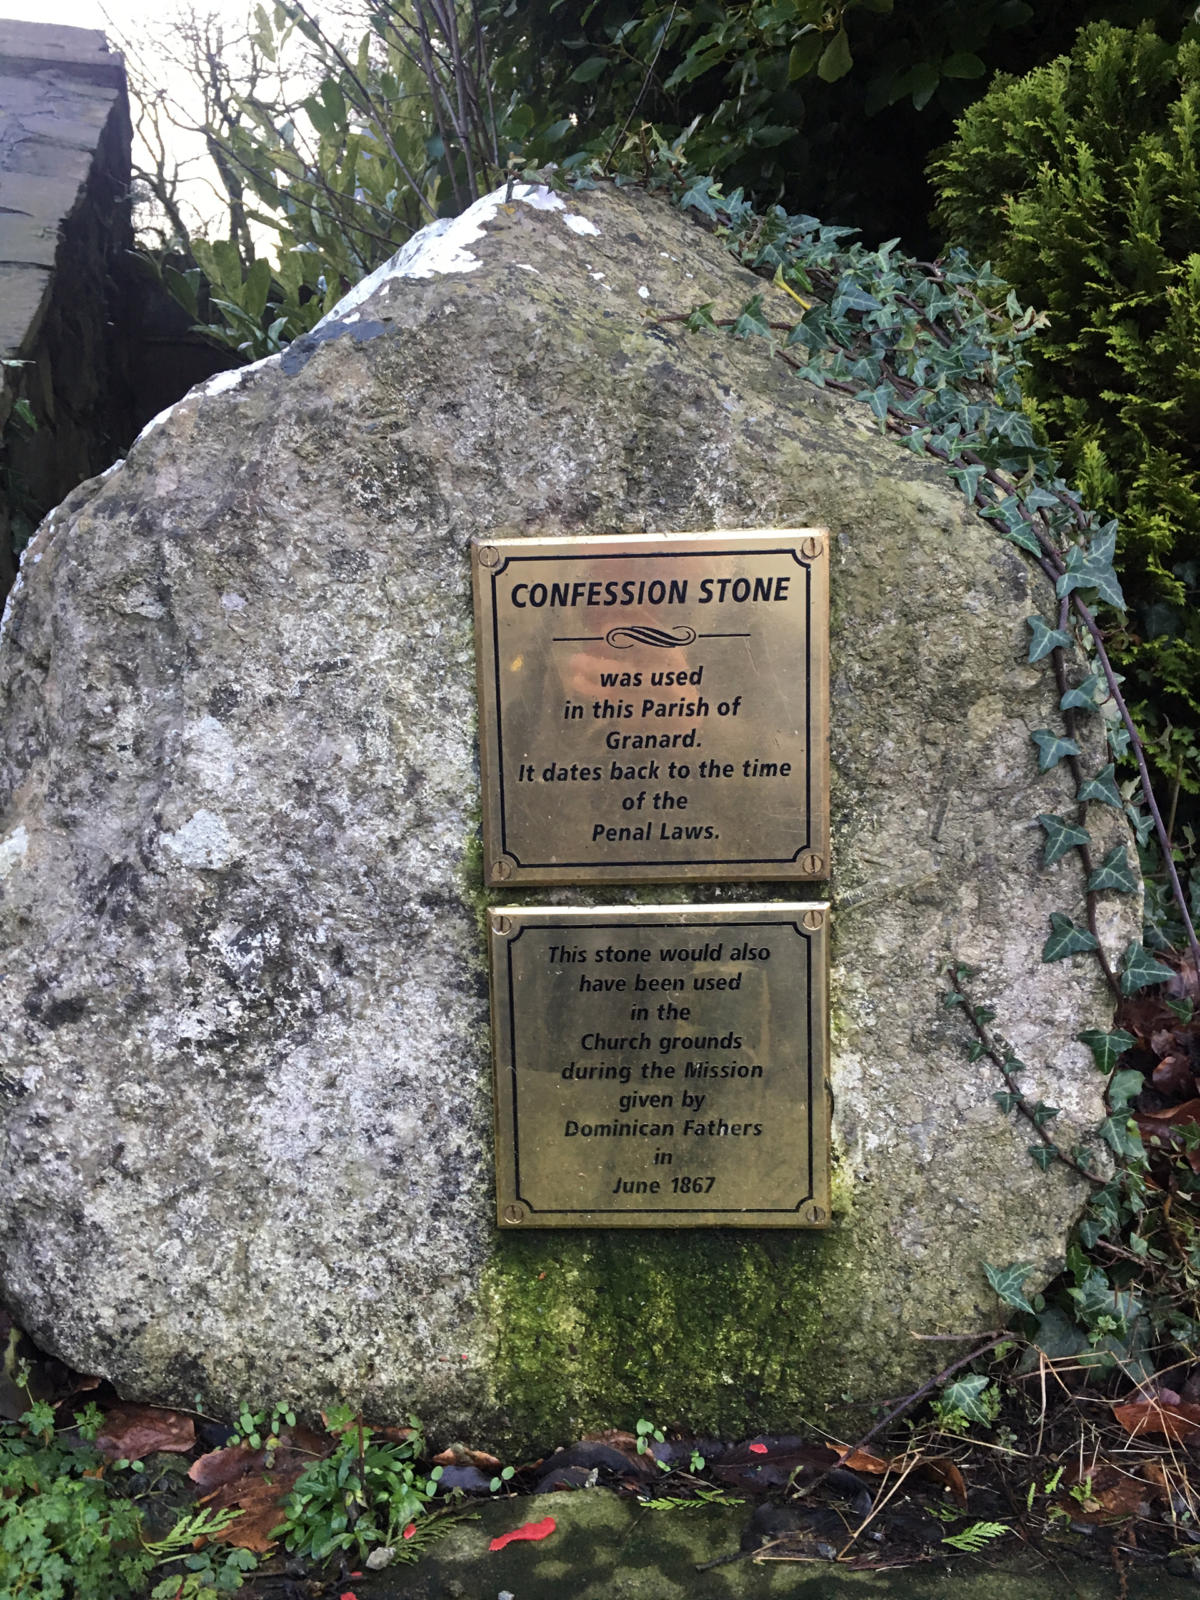 CONFESSION STONE
was used
in this Parish of
Granard.
It dates back to the time
of the
Penal Laws.
This stone would also
have been used
in the
Church grounds
during the Mission
given by
Dominican Fathers
in
June 1867